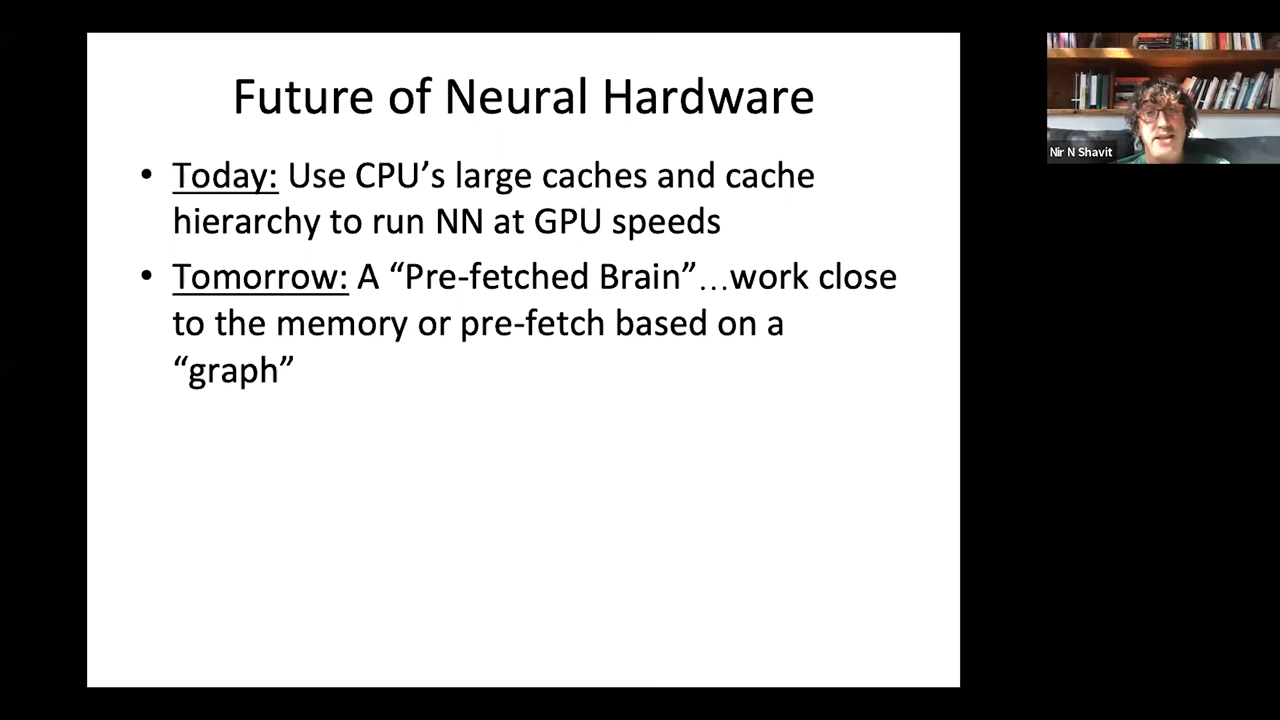 Future of Neural Hardware
• Today: Use CPU’s large caches and cache
hierarchy to run NN at GPU speeds
• Tomorrow: A “Pre-fetched Brain”…work close
to the memory or pre-fetch based on a
“graph”
Nir N Shavit